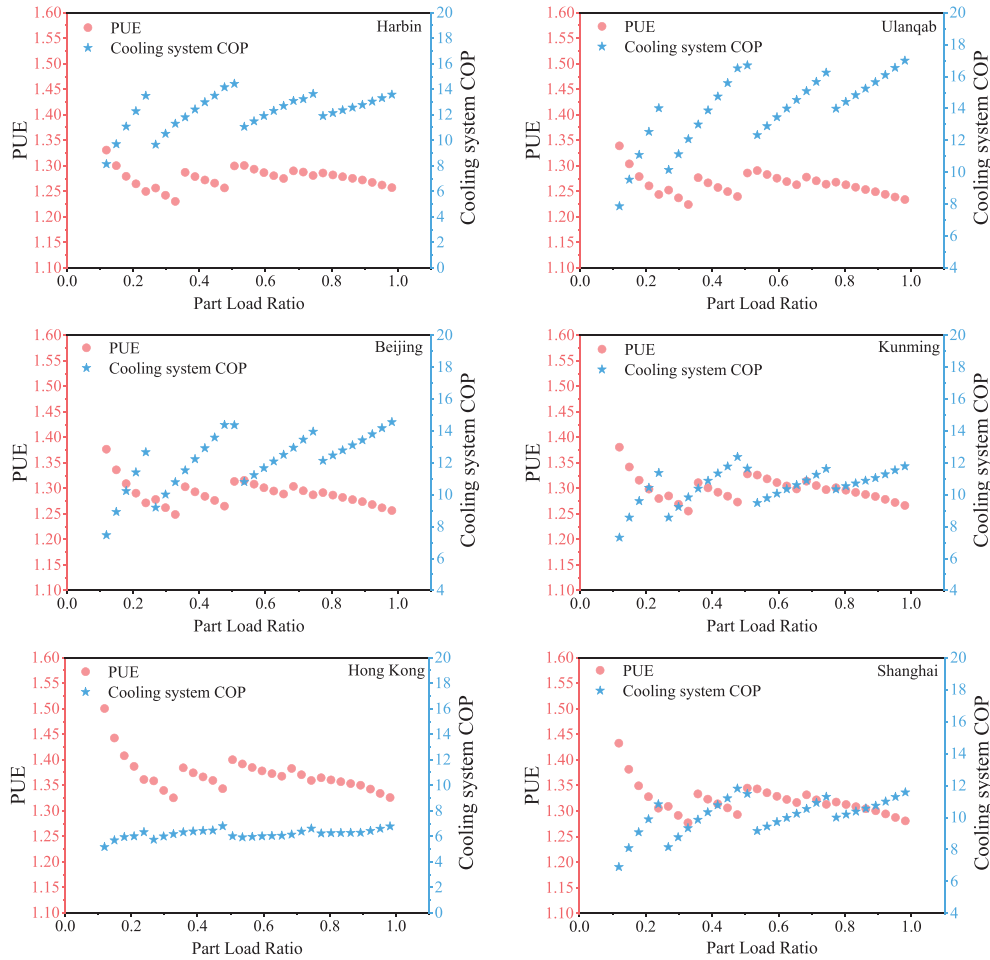 Harbin
PUE
Cooling system COP
1.60
1.55
1.50
1.45
1.40
1.35
1.30
1.25
1.20
1.15
1.10
PUE
20
18
16
14
12
10
8
6
4
2
0
Cooling system COP
0.0 0.2 0.4 0.6 0.8 1.0
Part Load Ratio
Ulanqab
PUE
Cooling system COP
1.60
1.55
1.50
1.45
1.40
1.35
1.30
1.25
1.20
1.15
1.10
PUE
20
18
16
14
12
10
8
6
4
Cooling system COP
0.0 0.2 0.4 0.6 0.8 1.0
Part Load Ratio
Beijing
PUE
Cooling system COP
1.60
1.55
1.50
1.45
1.40
1.35
1.30
1.25
1.20
1.15
1.10
PUE
20
18
16
14
12
10
8
6
4
Cooling system COP
0.0 0.2 0.4 0.6 0.8 1.0
Part Load Ratio
Kunming
PUE
Cooling system COP
1.60
1.55
1.50
1.45
1.40
1.35
1.30
1.25
1.20
1.15
1.10
PUE
20
18
16
14
12
10
8
6
4
Cooling system COP
0.0 0.2 0.4 0.6 0.8 1.0
Part Load Ratio
Hong Kong
PUE
Cooling system COP
1.60
1.55
1.50
1.45
1.40
1.35
1.30
1.25
1.20
1.15
1.10
PUE
20
18
16
14
12
10
8
6
4
2
0
Cooling system COP
0.0 0.2 0.4 0.6 0.8 1.0
Part Load Ratio
Shanghai
PUE
Cooling system COP
1.60
1.55
1.50
1.45
1.40
1.35
1.30
1.25
1.20
1.15
1.10
PUE
20
18
16
14
12
10
8
6
4
Cooling system COP
0.0 0.2 0.4 0.6 0.8 1.0
Part Load Ratio